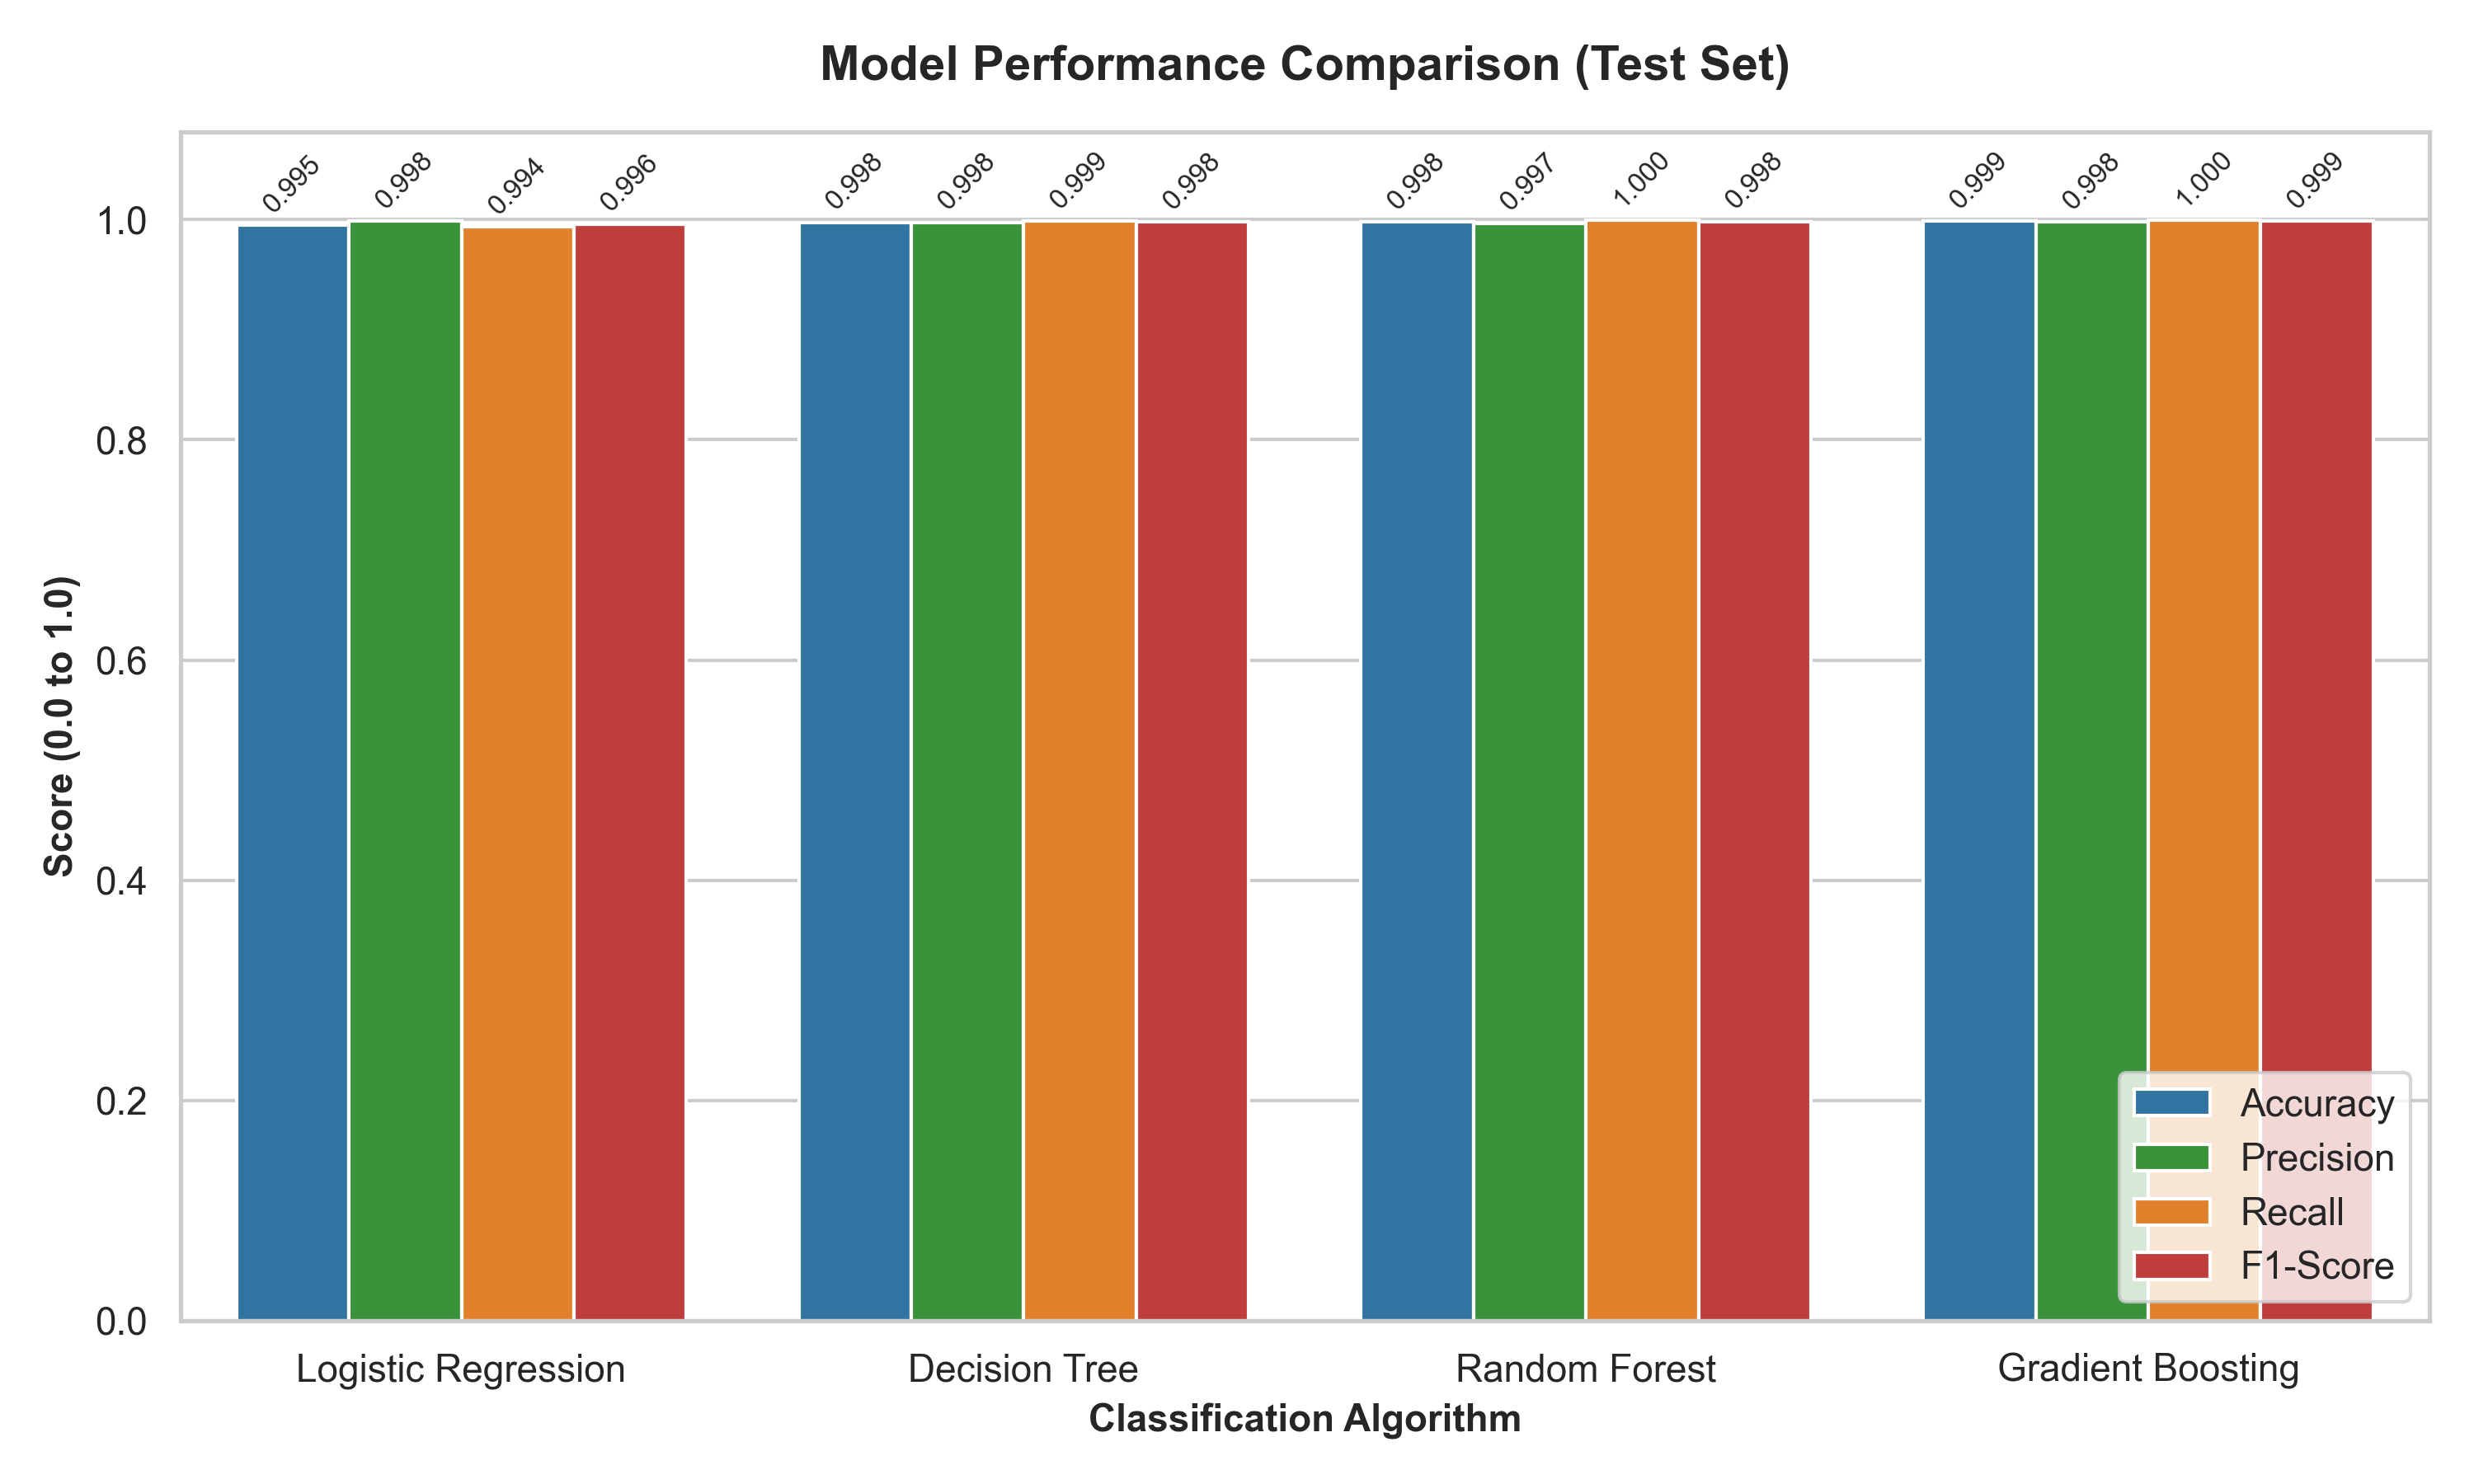 Model Performance Comparison (Test Set)
0.995 0.998 0.994 0.996 0.998 0.998 0.999 0.998 0.998 0.997 1.000 0.998 0.999 0.998 1.000 0.999
1.0
0.8
0.6
0.4
0.2
0.0
Score (0.0 to 1.0)
Accuracy
Precision
Recall
F1-Score
Logistic Regression Decision Tree Random Forest Gradient Boosting
Classification Algorithm